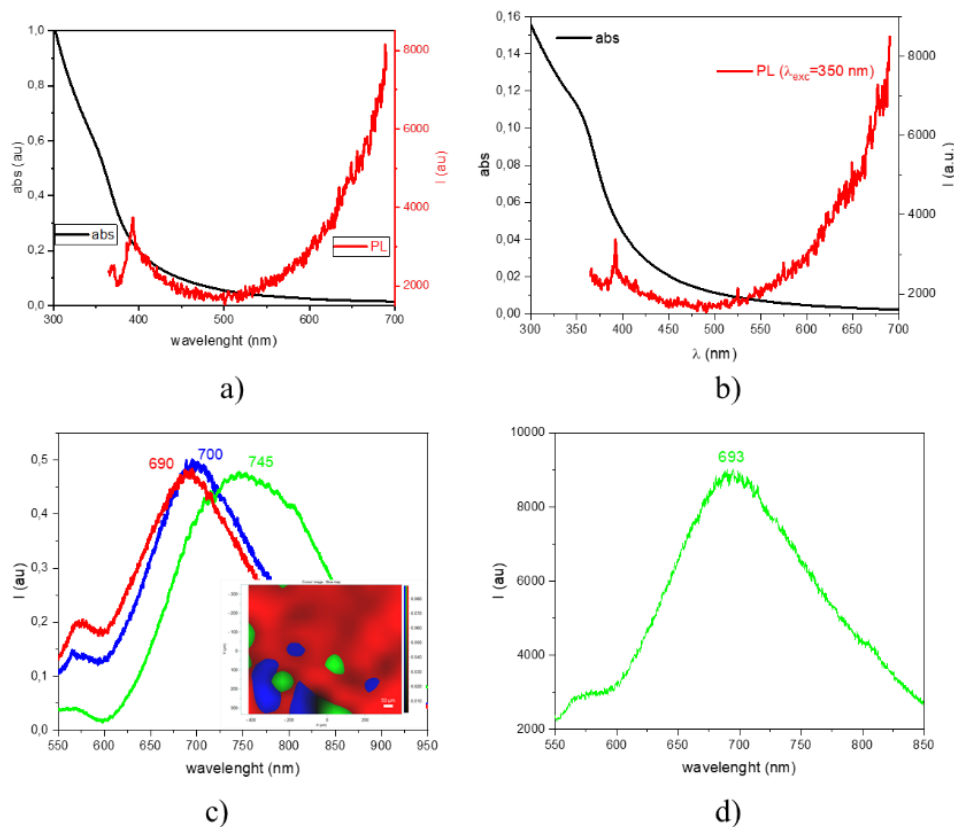 1,0
0,8
0,6
0,4
0,2
0,0
abs (au)
300 400 500 600 700
wavelenght (nm)
8000
6000
4000
2000
I (au)
abs
PL
a)
0,16
0,14
0,12
0,10
0,08
0,06
0,04
0,02
0,00
abs
300 350 400 450 500 550 600 650 700
λ (nm)
8000
6000
4000
2000
I (a.u.)
abs
PL (λexc=350 nm)
b)
0,5
0,4
0,3
0,2
0,1
0,0
I (au)
690 700 745
550 600 650 700 750 800 850 900 950
wavelenght (nm)
50 µm
c)
10000
8000
6000
4000
2000
I (au)
693
550 600 650 700 750 800 850
wavelenght (nm)
d)